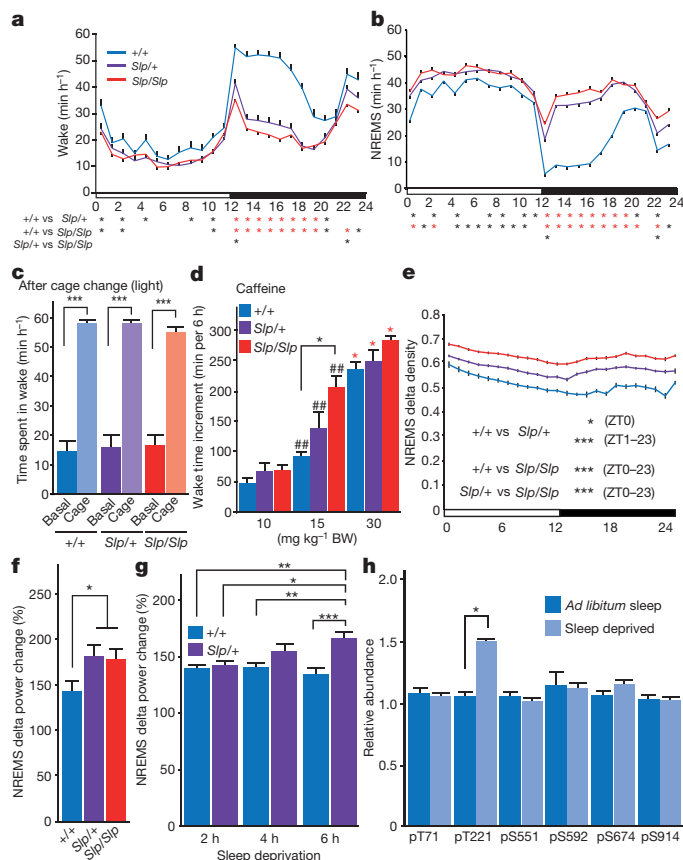 a
Wake (min h⁻¹)
60
50
40
30
20
10
0
+/+
Slp/+
Slp/Slp
0 2 4 6 8 10 12 14 16 18 20 22 24
+/+ vs Slp/+ * * * * * * * * * * * * * * *
+/+ vs Slp/Slp
Slp/+ vs Slp/Slp * *
b
NREMS (min h⁻¹)
60
50
40
30
20
10
0
0 2 4 6 8 10 12 14 16 18 20 22 24
c
After cage change (light)
*** *** ***
Time spent in wake (min h⁻¹)
60
50
40
30
20
10
0
Basal Cage Basal Cage Basal Cage
+/+ Slp/+ Slp/Slp
d
Caffeine
+/+
Slp/+
Slp/Slp
Wake time increment (min per 6 h)
300
250
200
150
100
50
0
*
## ## ##
* * *
10 15 30
(mg kg⁻¹ BW)
e
NREMS delta density
0.8
0.7
0.6
0.5
0.4
0.3
0.2
+/+ vs Slp/+ * (ZT0)
*** (ZT1–23)
+/+ vs Slp/Slp *** (ZT0–23)
Slp/+ vs Slp/Slp *** (ZT0–23)
0 6 12 18 24
f
NREMS delta power change (%)
250
200
150
100
50
0
*
+/+ Slp/+ Slp/Slp
g
NREMS delta power change (%)
200
150
100
50
0
**
*
**
***
+/+
Slp/+
2 h 4 h 6 h
Sleep deprivation
h
Relative abundance
2.0
1.5
1.0
0.5
0
Ad libitum sleep
Sleep deprived
*
pT71 pT221 pS551 pS592 pS674 pS914